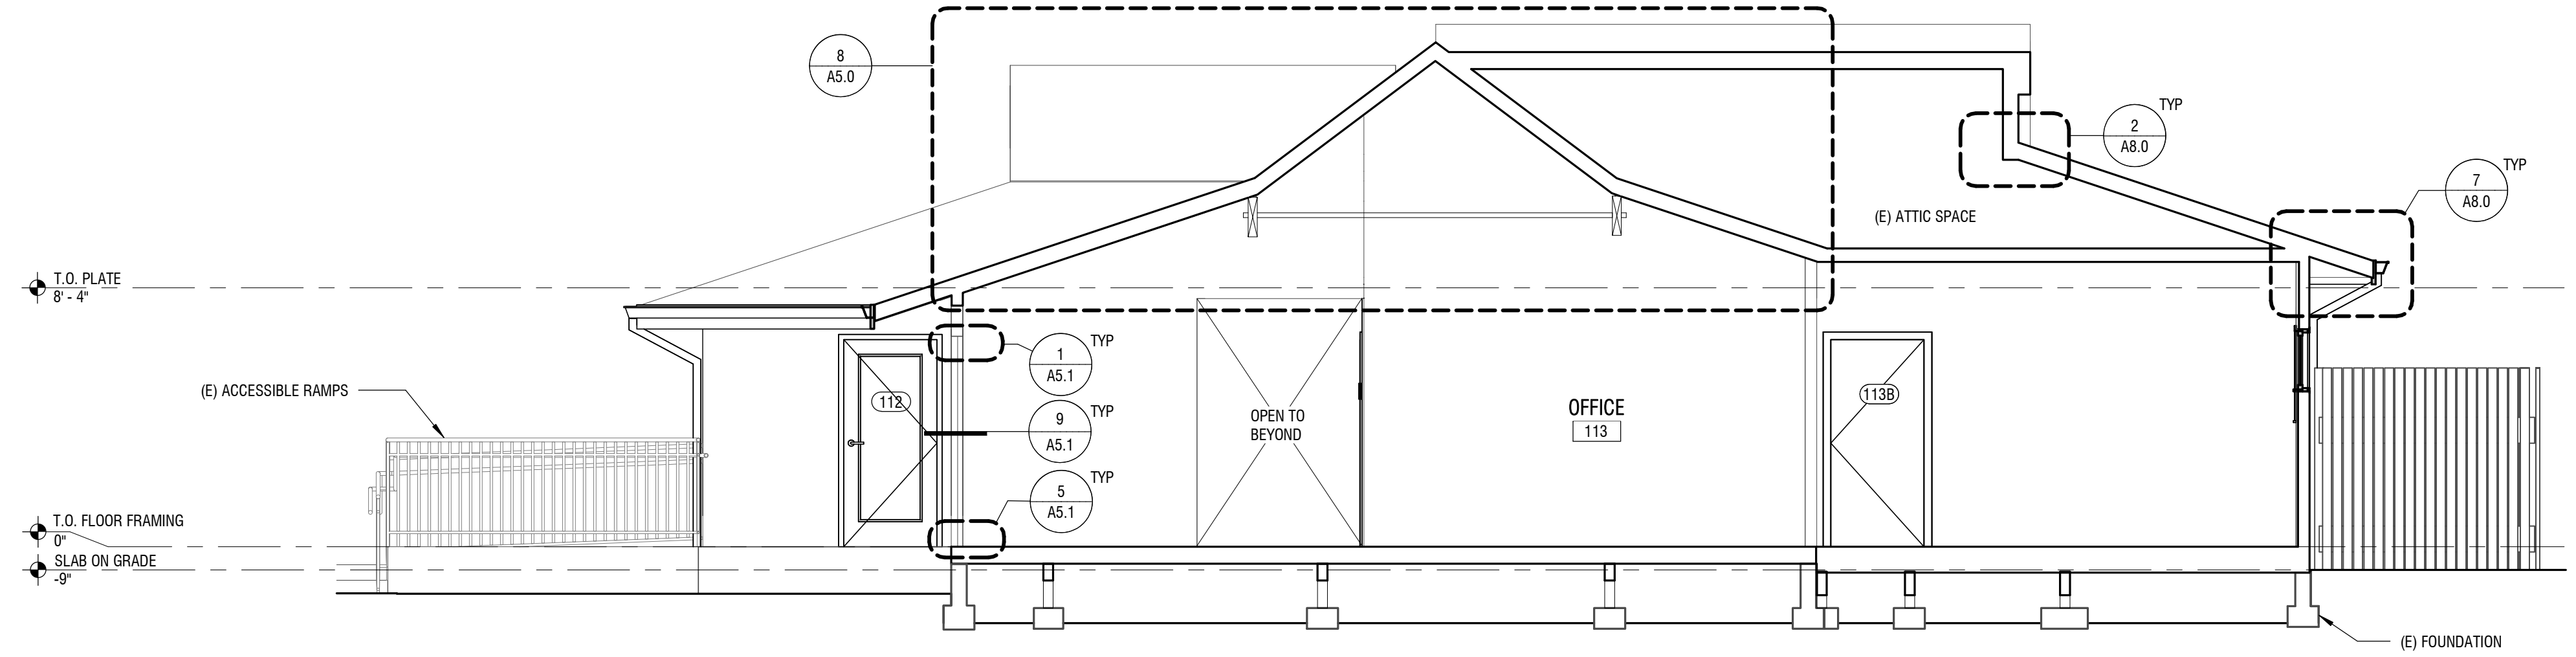 8
A5.0
TYP
2
A8.0
TYP
7
A8.0
(E) ATTIC SPACE
T.O. PLATE
8' - 4"
TYP
1
A5.1
(E) ACCESSIBLE RAMPS
112
TYP
9
A5.1
OPEN TO
BEYOND
OFFICE
113
113B
TYP
5
A5.1
T.O. FLOOR FRAMING
0"
SLAB ON GRADE
-9"
(E) FOUNDATION